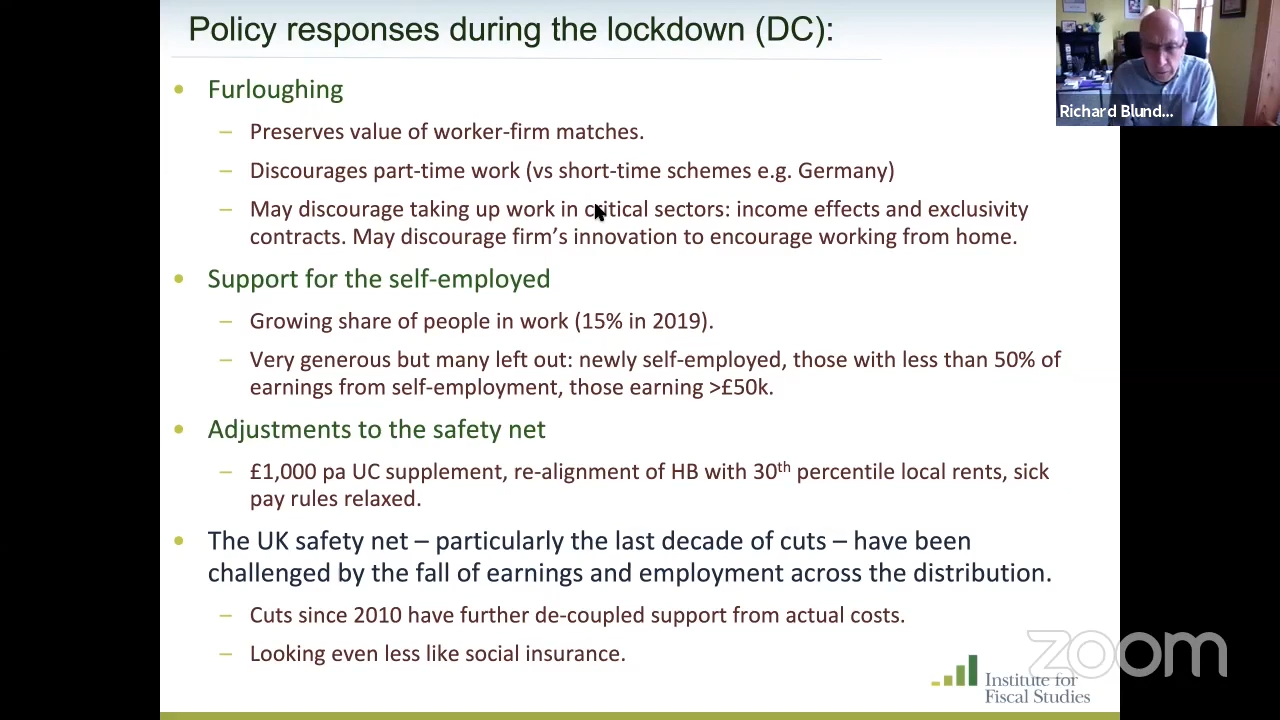 Policy responses during the lockdown (DC):
Richard Blund...
• Furloughing
– Preserves value of worker-firm matches.
– Discourages part-time work (vs short-time schemes e.g. Germany)
– May discourage taking up work in critical sectors: income effects and exclusivity
contracts. May discourage firm’s innovation to encourage working from home.
• Support for the self-employed
– Growing share of people in work (15% in 2019).
– Very generous but many left out: newly self-employed, those with less than 50% of
earnings from self-employment, those earning >£50k.
• Adjustments to the safety net
– £1,000 pa UC supplement, re-alignment of HB with 30th percentile local rents, sick
pay rules relaxed.
• The UK safety net – particularly the last decade of cuts – have been
challenged by the fall of earnings and employment across the distribution.
– Cuts since 2010 have further de-coupled support from actual costs.
– Looking even less like social insurance.
zoom
Institute for
Fiscal Studies